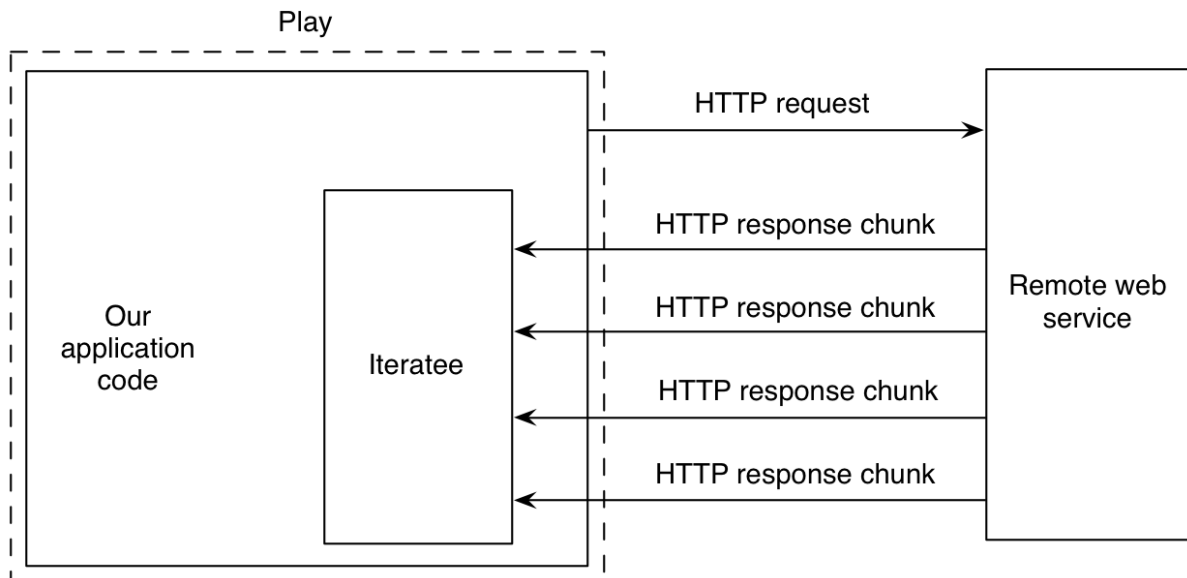 Play
HTTP request
HTTP response chunk
Remote web
service
HTTP response chunk
Our
application
code
Iteratee
HTTP response chunk
HTTP response chunk